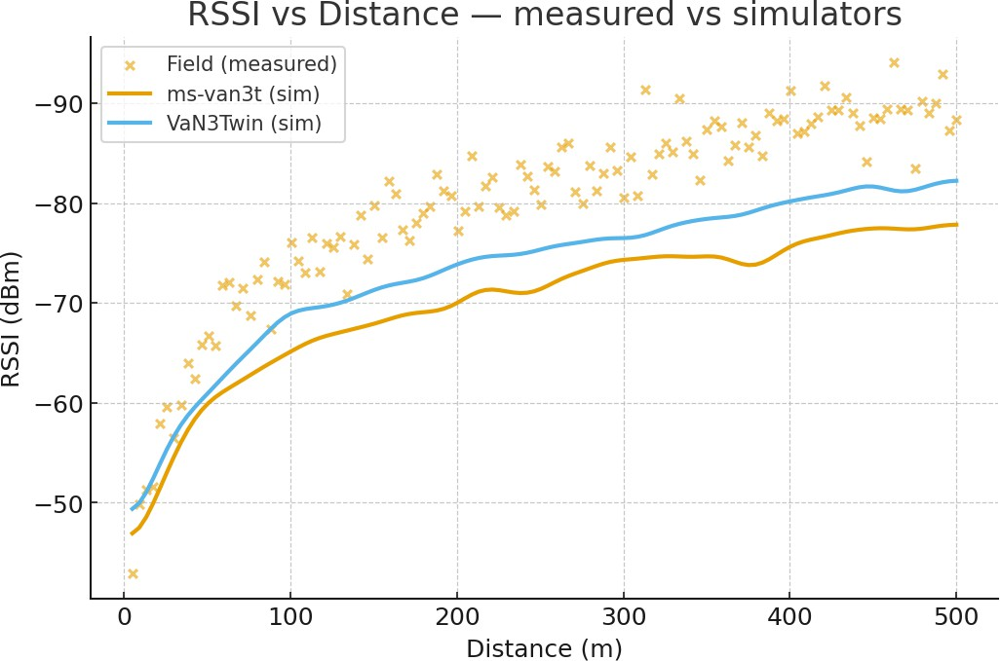 RSSI vs Distance — measured vs simulators
Field (measured)
ms-van3t (sim)
VaN3Twin (sim)
RSSI (dBm)
−90
−80
−70
−60
−50
0 100 200 300 400 500
Distance (m)